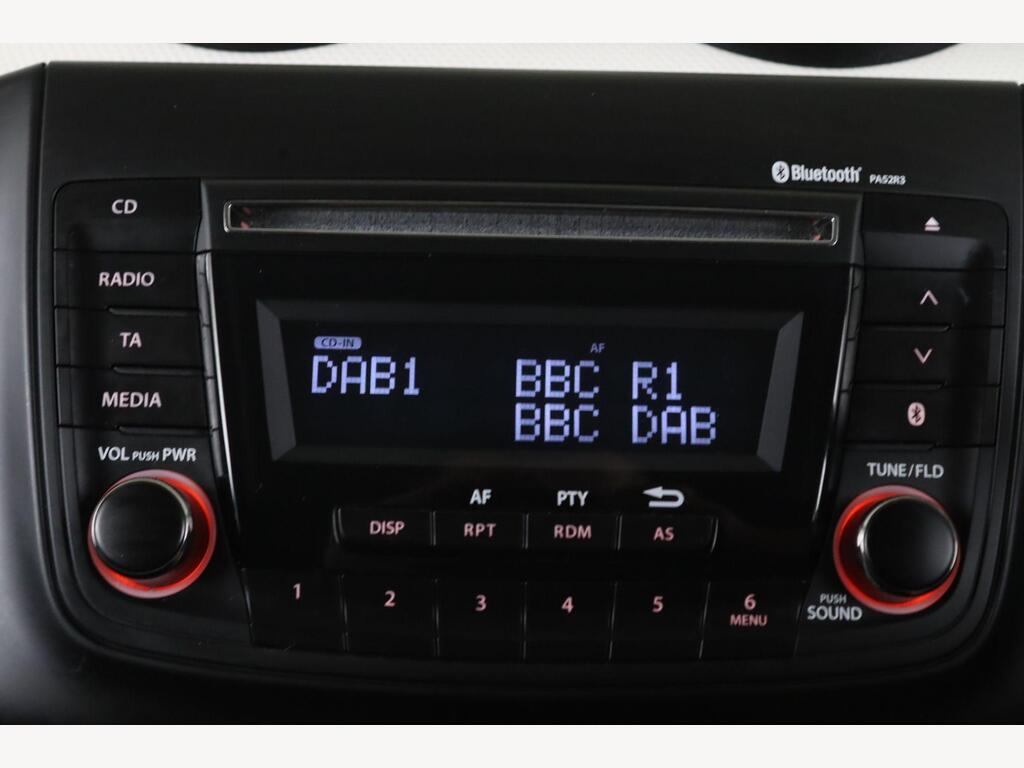 Bluetooth® PA52R3
CD
RADIO
TA
MEDIA
VOL PUSH PWR
CD-IN
AF
DAB1 BBC R1
BBC DAB
TUNE/FLD
AF PTY
DISP RPT RDM AS
1 2 3 4 5 6
MENU
PUSH
SOUND